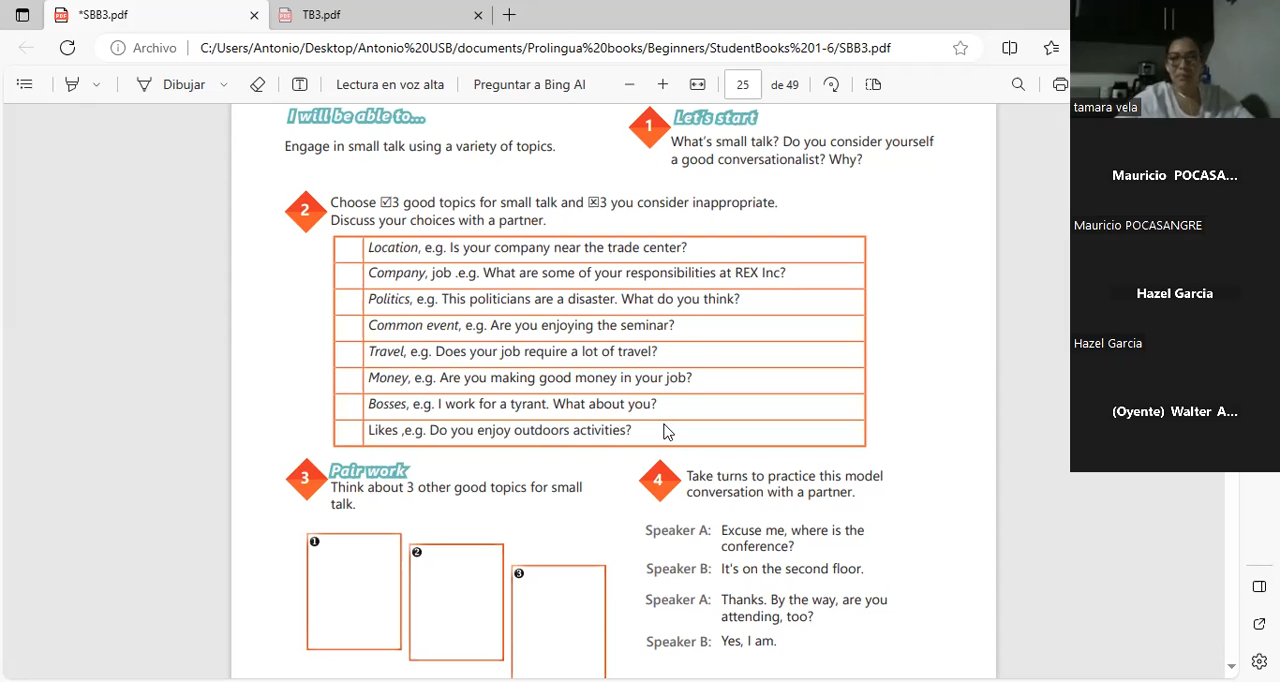 *SBB3.pdf
TB3.pdf
Archivo
C:/Users/Antonio/Desktop/Antonio%20USB/documents/Prolingua%20books/Beginners/StudentBooks%201-6/SBB3.pdf
Dibujar
Lectura en voz alta
Preguntar a Bing AI
25
de 49
I will be able to...
Engage in small talk using a variety of topics.
1
Let's start
What's small talk? Do you consider yourself
a good conversationalist? Why?
2
Choose ☑3 good topics for small talk and ☒3 you consider inappropriate.
Discuss your choices with a partner.
Location, e.g. Is your company near the trade center?
Company, job .e.g. What are some of your responsibilities at REX Inc?
Politics, e.g. This politicians are a disaster. What do you think?
Common event, e.g. Are you enjoying the seminar?
Travel, e.g. Does your job require a lot of travel?
Money, e.g. Are you making good money in your job?
Bosses, e.g. I work for a tyrant. What about you?
Likes ,e.g. Do you enjoy outdoors activities?
3
Pair work
Think about 3 other good topics for small
talk.
1
2
3
4
Take turns to practice this model
conversation with a partner.
Speaker A: Excuse me, where is the
conference?
Speaker B: It's on the second floor.
Speaker A: Thanks. By the way, are you
attending, too?
Speaker B: Yes, I am.
tamara vela
Mauricio POCASA...
Mauricio POCASANGRE
Hazel Garcia
Hazel Garcia
(Oyente) Walter A...